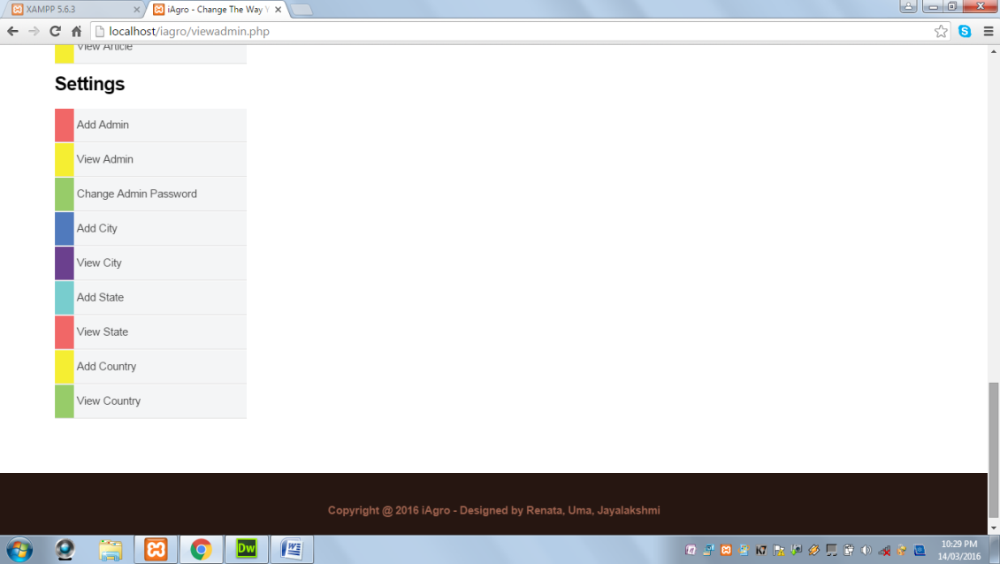 XAMPP 5.6.3
iAgro - Change The Way Y
localhost/iagro/viewadmin.php
View Article
Settings
Add Admin
View Admin
Change Admin Password
Add City
View City
Add State
View State
Add Country
View Country
Copyright @ 2016 iAgro - Designed by Renata, Uma, Jayalakshmi
Dw
10:29 PM
14/03/2016